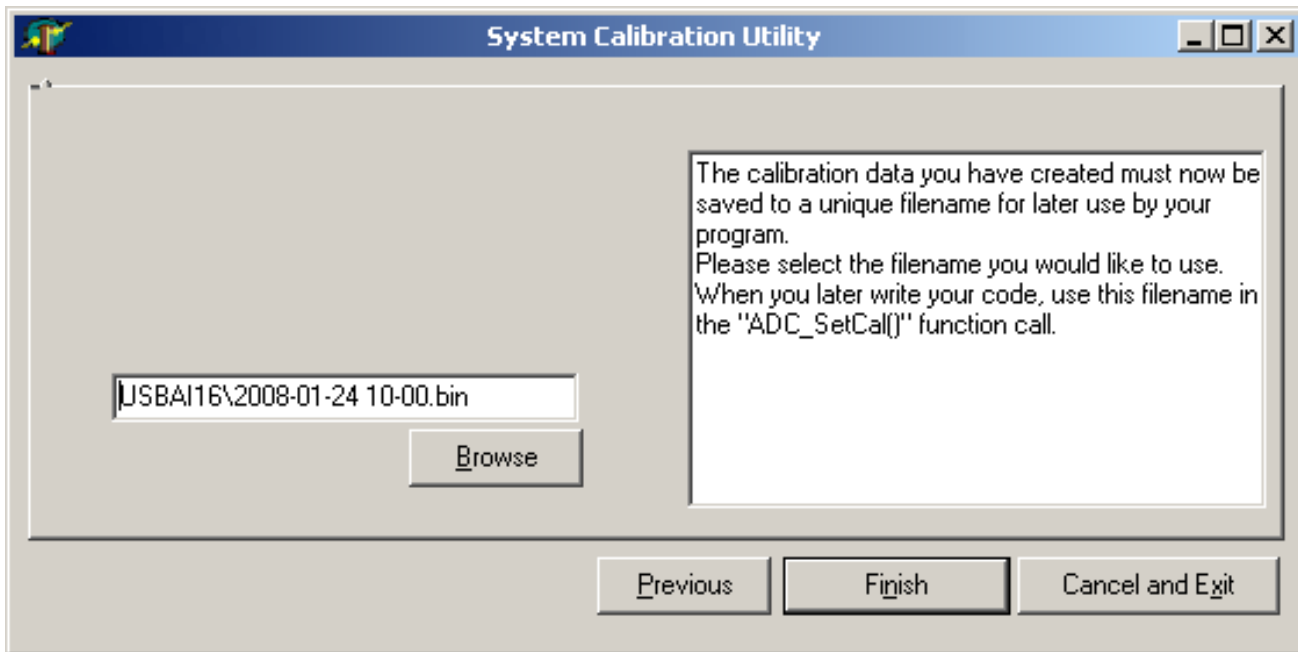 System Calibration Utility
The calibration data you have created must now be
saved to a unique filename for later use by your
program.
Please select the filename you would like to use.
When you later write your code, use this filename in
the "ADC_SetCal()" function call.
USBAI16\2008-01-24 10-00.bin
Browse
Previous
Finish
Cancel and Exit